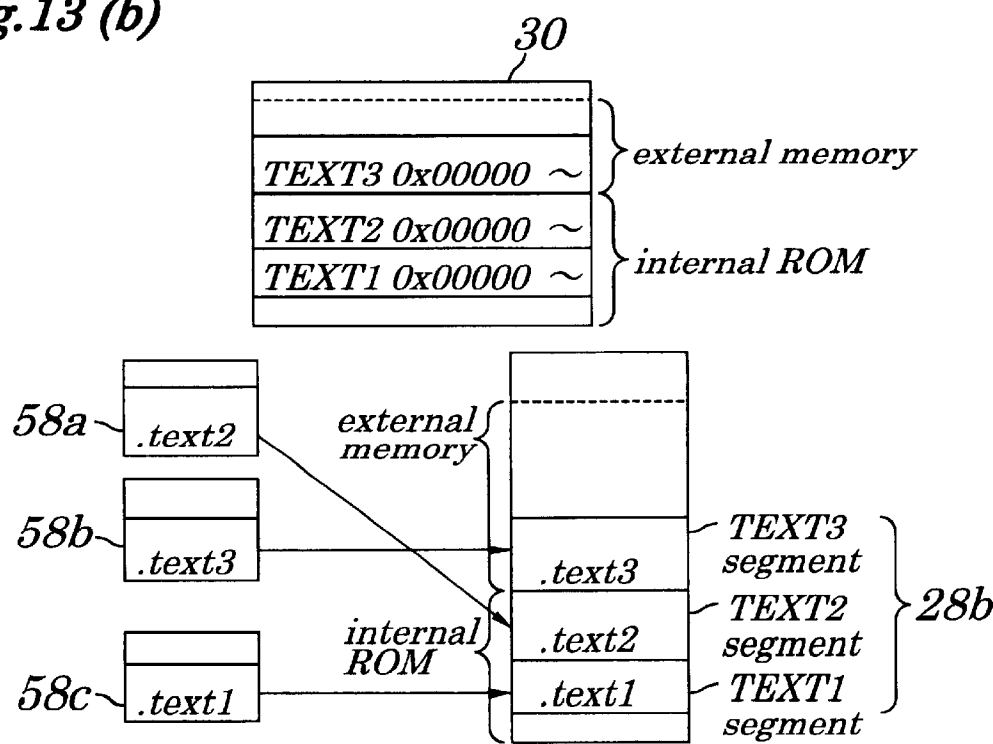 g.13 (b)
30
external memory
TEXT3 0x00000 ~
TEXT2 0x00000 ~
internal ROM
TEXT1 0x00000 ~
58a
.text2
external
memory
58b
.text3
TEXT3
segment
.text3
28b
TEXT2
segment
.text2
internal
ROM
58c
.text1
.text1
TEXT1
segment